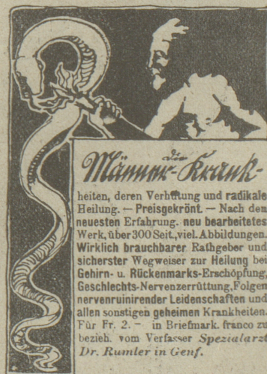 die
Männer-Krank-
heiten, deren Verhütung und radikale
Heilung. — Preisgekrönt. — Nach den
neuesten Erfahrung. neu bearbeitetes
Werk, über 300 Seit., viel. Abbildungen.
Wirklich brauchbarer Rathgeber und
sicherster Wegweiser zur Heilung bei
Gehirn- u. Rückenmarks-Erschöpfung,
Geschlechts-Nervenzerrüttung, Folgen
nervenruinirender Leidenschaften und
allen sonstigen geheimen Krankheiten.
Für Fr. 2. – in Briefmark. franco zu
bezieh. vom Verfasser Spezialarzt
Dr. Rumler in Genf.